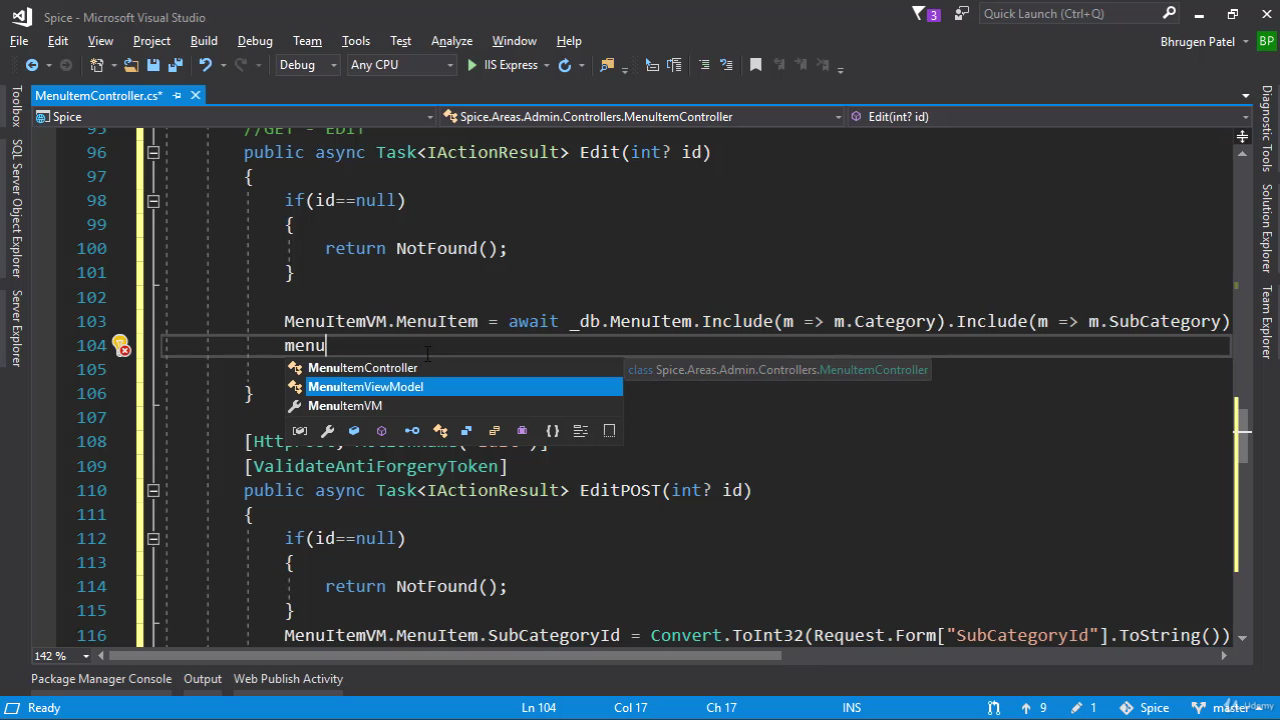 Spice - Microsoft Visual Studio
3
Quick Launch (Ctrl+Q)
File Edit View Project Build Debug Team Tools Test Analyze Window Help
Bhrugen Patel BP
Debug Any CPU IIS Express
MenuItemController.cs*
Spice Spice.Areas.Admin.Controllers.MenuItemController Edit(int? id)
Toolbox
SQL Server Object Explorer
Server Explorer
Diagnostic Tools
Solution Explorer
Team Explorer
95 //GET - EDIT
96 public async Task<IActionResult> Edit(int? id)
97 {
98 if(id==null)
99 {
100 return NotFound();
101 }
102
103 MenuItemVM.MenuItem = await _db.MenuItem.Include(m => m.Category).Include(m => m.SubCategory)
104 menu
MenuItemController
class Spice.Areas.Admin.Controllers.MenuItemController
105
MenuItemViewModel
106 }
MenuItemVM
107
108
109 [ValidateAntiForgeryToken]
110 public async Task<IActionResult> EditPOST(int? id)
111 {
112 if(id==null)
113 {
114 return NotFound();
115 }
116 MenuItemVM.MenuItem.SubCategoryId = Convert.ToInt32(Request.Form["SubCategoryId"].ToString())
142 %
Package Manager Console Output Web Publish Activity
Ready Ln 104 Col 17 Ch 17 INS 9 1 Spice master
Udemy